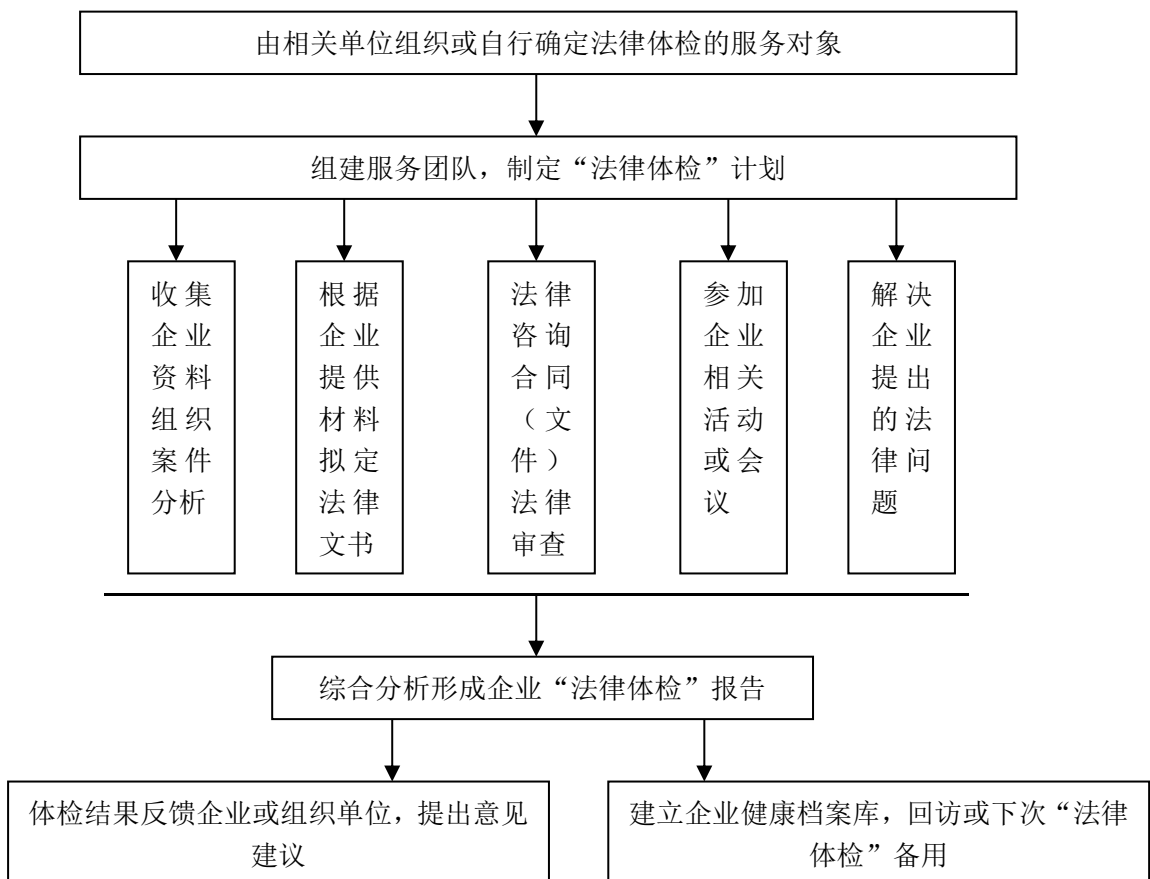 由相关单位组织或自行确定法律体检的服务对象
组建服务团队，制定“法律体检”计划
收集
企业
资料
组织
案件
分析
根据
企业
提供
材料
拟定
法律
文书
法律
咨询
合同
（文
件）
法律
审查
参加
企业
相关
活动
或会
议
解决
企业
提出
的法
律问
题
综合分析形成企业“法律体检”报告
体检结果反馈企业或组织单位，提出意见
建议
建立企业健康档案库，回访或下次“法律
体检”备用